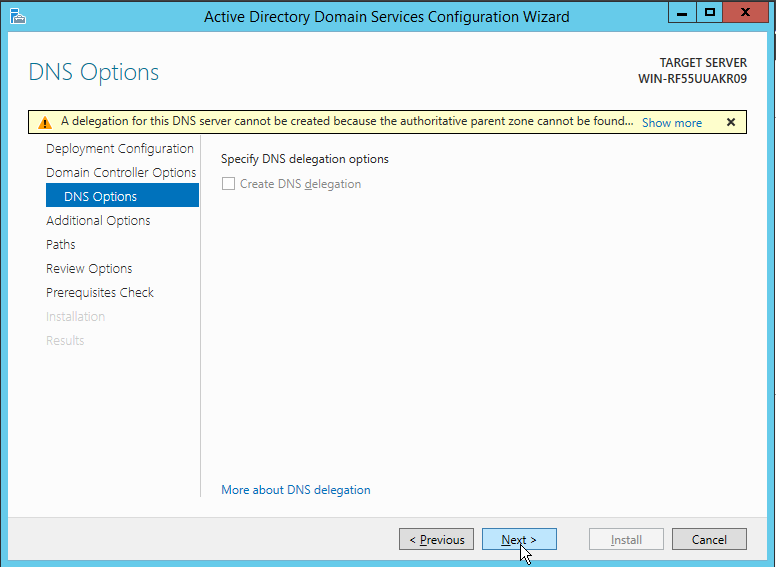 Active Directory Domain Services Configuration Wizard
DNS Options
TARGET SERVER
WIN-RF55UUAKR09
A delegation for this DNS server cannot be created because the authoritative parent zone cannot be found... Show more
Deployment Configuration
Domain Controller Options
DNS Options
Additional Options
Paths
Review Options
Prerequisites Check
Installation
Results
Specify DNS delegation options
Create DNS delegation
More about DNS delegation
< Previous
Next >
Install
Cancel